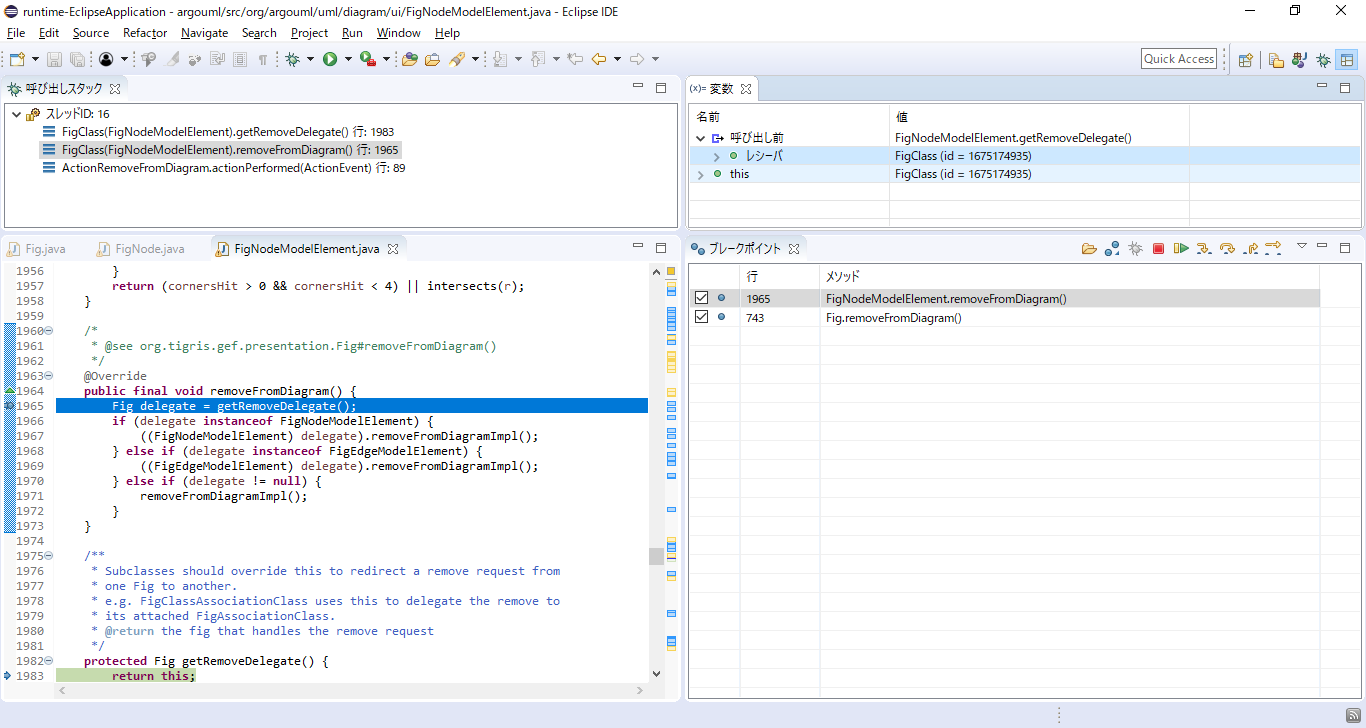 runtime-EclipseApplication - argouml/src/org/argouml/uml/diagram/ui/FigNodeModelElement.java - Eclipse IDE
File Edit Source Refactor Navigate Search Project Run Window Help
Quick Access
呼び出しスタック
スレッドID: 16
FigClass(FigNodeModelElement).getRemoveDelegate() 行: 1983
FigClass(FigNodeModelElement).removeFromDiagram() 行: 1965
ActionRemoveFromDiagram.actionPerformed(ActionEvent) 行: 89
(x)= 変数
名前 値
呼び出し前 FigNodeModelElement.getRemoveDelegate()
レシーバ FigClass (id = 1675174935)
this FigClass (id = 1675174935)
Fig.java FigNode.java FigNodeModelElement.java
1956 }
1957 return (cornersHit > 0 && cornersHit < 4) || intersects(r);
1958 }
1959
1960 /*
1961 * @see org.tigris.gef.presentation.Fig#removeFromDiagram()
1962 */
1963 @Override
1964 public final void removeFromDiagram() {
1965 Fig delegate = getRemoveDelegate();
1966 if (delegate instanceof FigNodeModelElement) {
1967 ((FigNodeModelElement) delegate).removeFromDiagramImpl();
1968 } else if (delegate instanceof FigEdgeModelElement) {
1969 ((FigEdgeModelElement) delegate).removeFromDiagramImpl();
1970 } else if (delegate != null) {
1971 removeFromDiagramImpl();
1972 }
1973 }
1974
1975 /**
1976 * Subclasses should override this to redirect a remove request from
1977 * one Fig to another.
1978 * e.g. FigClassAssociationClass uses this to delegate the remove to
1979 * its attached FigAssociationClass.
1980 * @return the fig that handles the remove request
1981 */
1982 protected Fig getRemoveDelegate() {
1983 return this;
ブレークポイント
行 メソッド
1965 FigNodeModelElement.removeFromDiagram()
743 Fig.removeFromDiagram()